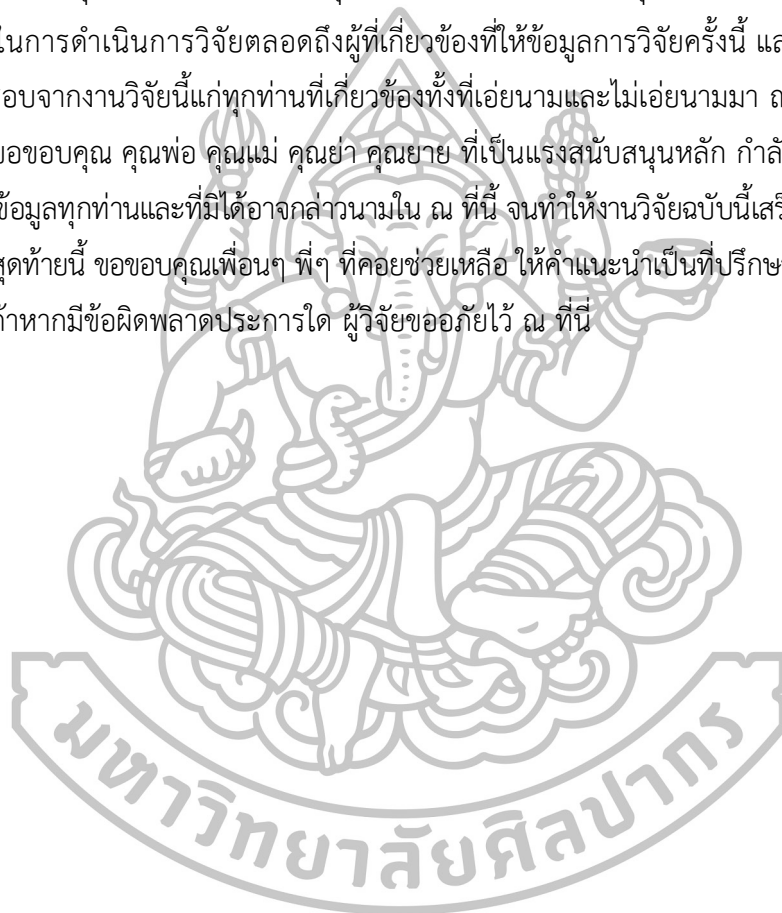 ในการดำเนินการวิจัยตลอดถึงผู้ที่เกี่ยวข้องที่ให้ข้อมูลการวิจัยครั้งนี้
อบจากงานวิจัยนี้แก่ทุกท่านที่เกี่ยวข้องทั้งที่เอ่ยนามและไม่เอ่ยนามมา ณ
ขอขอบคุณ คุณพ่อ คุณแม่ คุณย่า คุณยาย ที่เป็นแรงสนับสนุนหลัก
ข้อมูลทุกท่านและที่มิได้อาจกล่าวนามใน ณ ที่นี้ จนทำให้งานวิจัยฉบับนี้
สุดท้ายนี้ ขอขอบคุณเพื่อนๆ พี่ๆ ที่คอยช่วยเหลือ ให้คำแนะนำเป็นที่ปรึกษ
ถ้าหากมีข้อผิดพลาดประการใด ผู้วิจัยขออภัยไว้ ณ ที่นี่
มหาวิทยาลัยศิลปากร